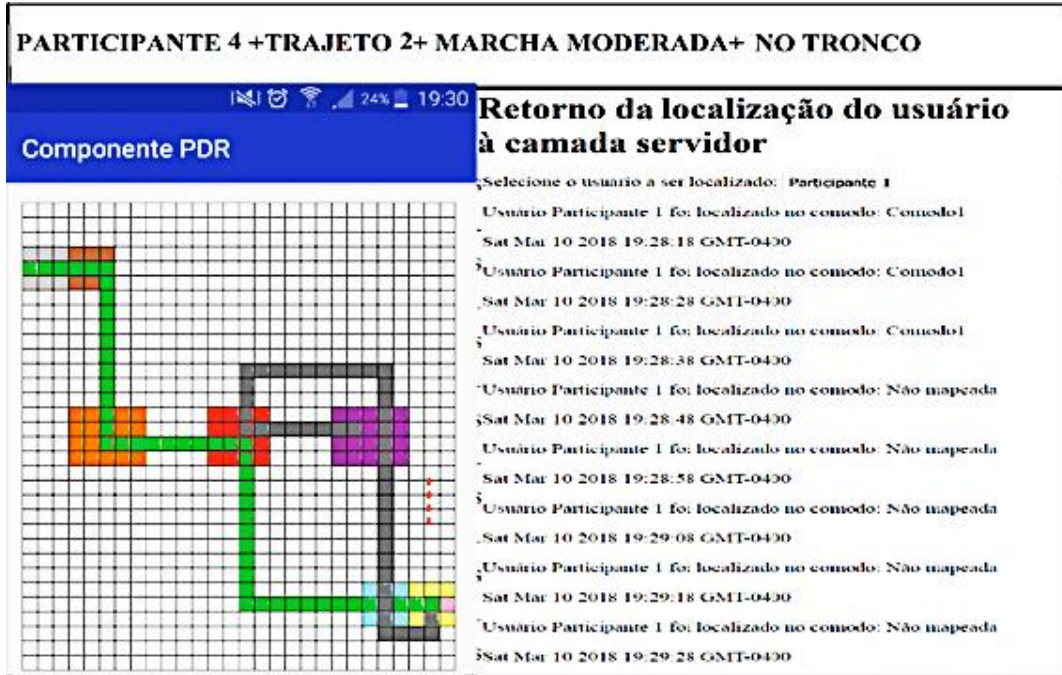 PARTICIPANTE 4 +TRAJETO 2+ MARCHA MODERADA+ NO TRONCO
24% 19:30
Componente PDR
Retorno da localização do usuário
à camada servidor
Selecione o usuario a ser localizado: Participante 1
Usuário Participante 1 foi localizado no comodo: Comodo1
Sat Mar 10 2018 19:28:18 GMT-0400
Usuário Participante 1 foi localizado no comodo: Comodo1
Sat Mar 10 2018 19:28:28 GMT-0400
Usuário Participante 1 foi localizado no comodo: Comodo1
Sat Mar 10 2018 19:28:38 GMT-0400
Usuário Participante 1 foi localizado no comodo: Não mapeada
Sat Mar 10 2018 19:28:48 GMT-0400
Usuário Participante 1 foi localizado no comodo: Não mapeada
Sat Mar 10 2018 19:28:58 GMT-0400
Usuário Participante 1 foi localizado no comodo: Não mapeada
Sat Mar 10 2018 19:29:08 GMT-0400
Usuário Participante 1 foi localizado no comodo: Não mapeada
Sat Mar 10 2018 19:29:18 GMT-0400
Usuário Participante 1 foi localizado no comodo: Não mapeada
Sat Mar 10 2018 19:29:28 GMT-0400